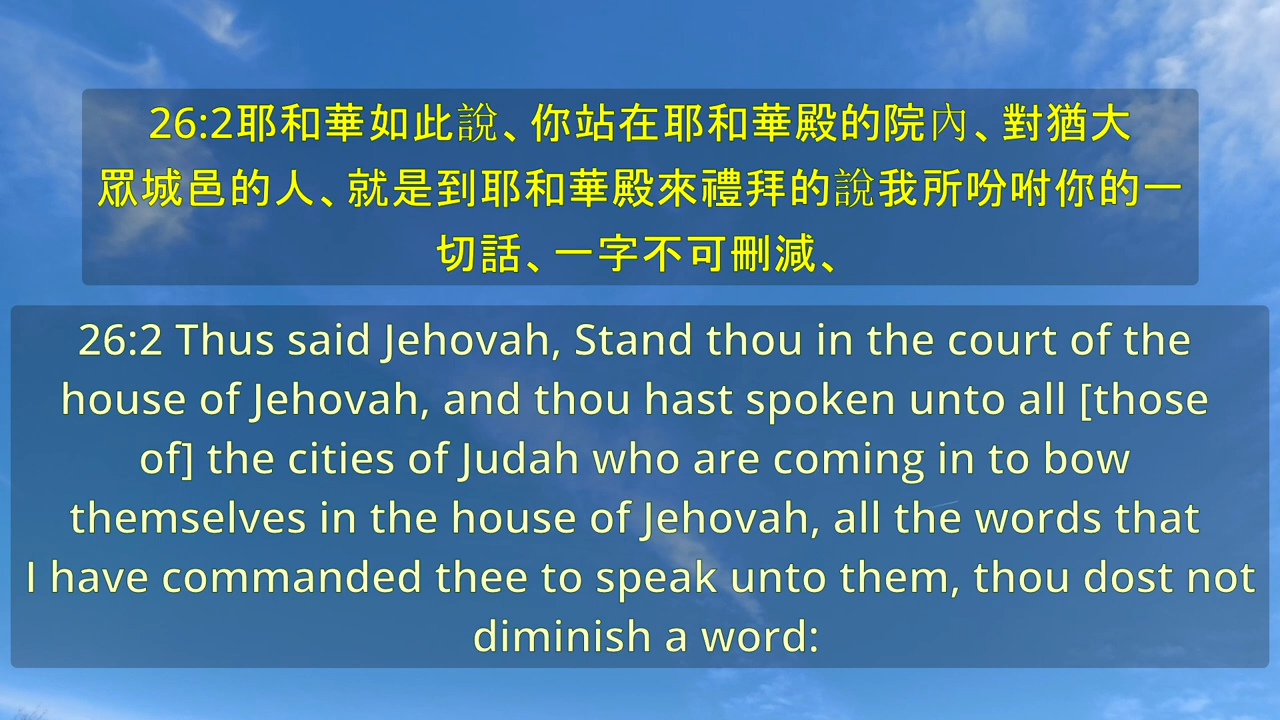 26:2耶和華如此說、你站在耶和華殿的院內、對猶大
眾城邑的人、就是到耶和華殿來禮拜的說我所吩咐你的一
切話、一字不可刪減、
26:2 Thus said Jehovah, Stand thou in the court of the
house of Jehovah, and thou hast spoken unto all [those
of] the cities of Judah who are coming in to bow
themselves in the house of Jehovah, all the words that
I have commanded thee to speak unto them, thou dost not
diminish a word: